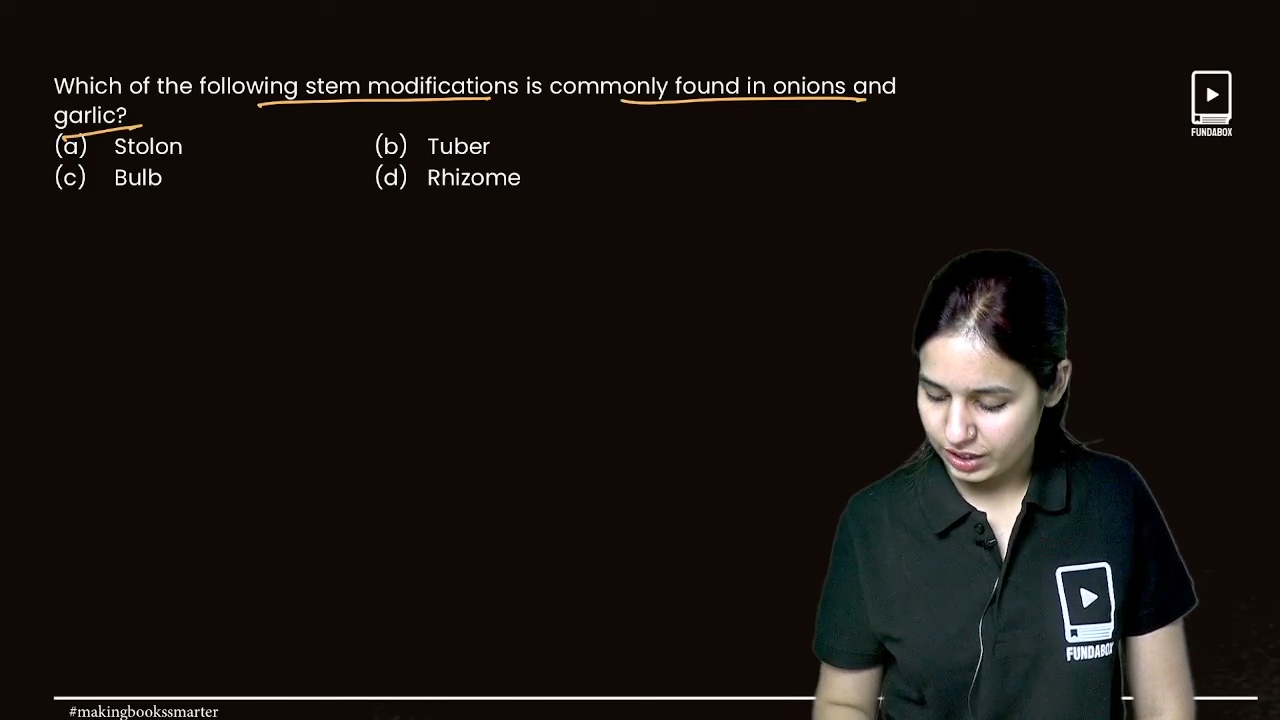 Which of the following stem modifications is commonly found in onions and
garlic?
(a) Stolon (b) Tuber
(c) Bulb (d) Rhizome
FUNDABOX
FUNDABOX
#makingbookssmarter